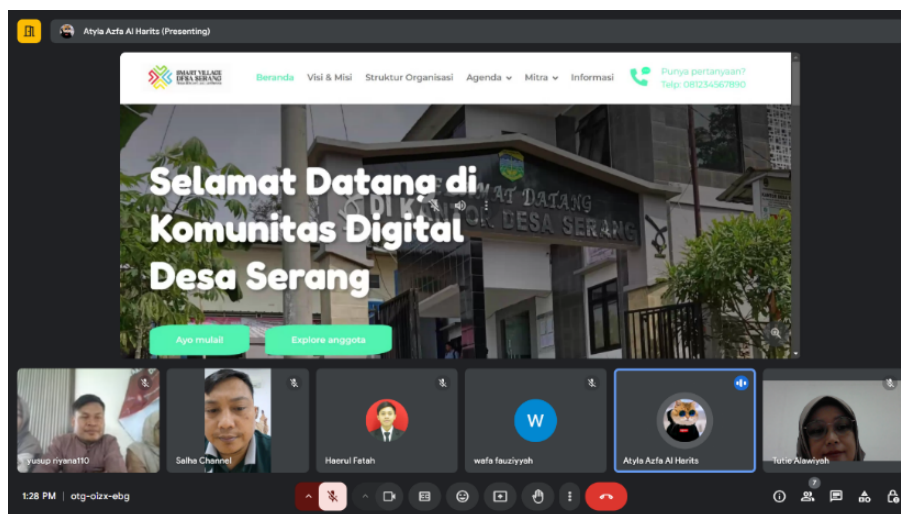 Atyla Azfa Al Harits (Presenting)
SMART VILLAGE
DESA SERANG
Beranda Visi & Misi Struktur Organisasi Agenda Mitra Informasi
Punya pertanyaan?
Telp: 081234567890
Selamat Datang di
Komunitas Digital
Desa Serang
SELAMAT DATANG
DI KANTOR DESA SERANG
Ayo mulai!
Explore anggota
yusup riyana110
Salha Channel
Haerul Fatah
W
wafa fauziyyah
Atyla Azfa Al Harits
Tutie Alawiyah
1:28 PM | otg-oizx-ebg
7